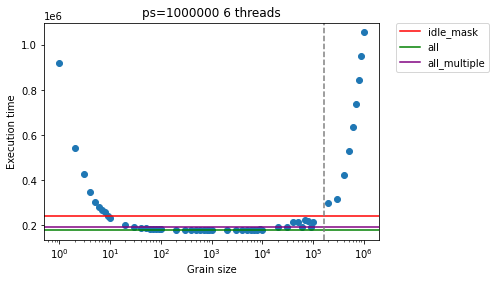 ps=1000000 6 threads
1e6
Execution time
1.0
0.8
0.6
0.4
0.2
10⁰
10¹
10²
10³
10⁴
10⁵
10⁶
Grain size
idle_mask
all
all_multiple